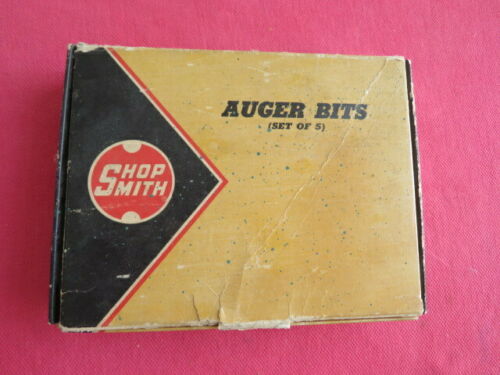 SHOP
SMITH
AUGER BITS
(SET OF 5)